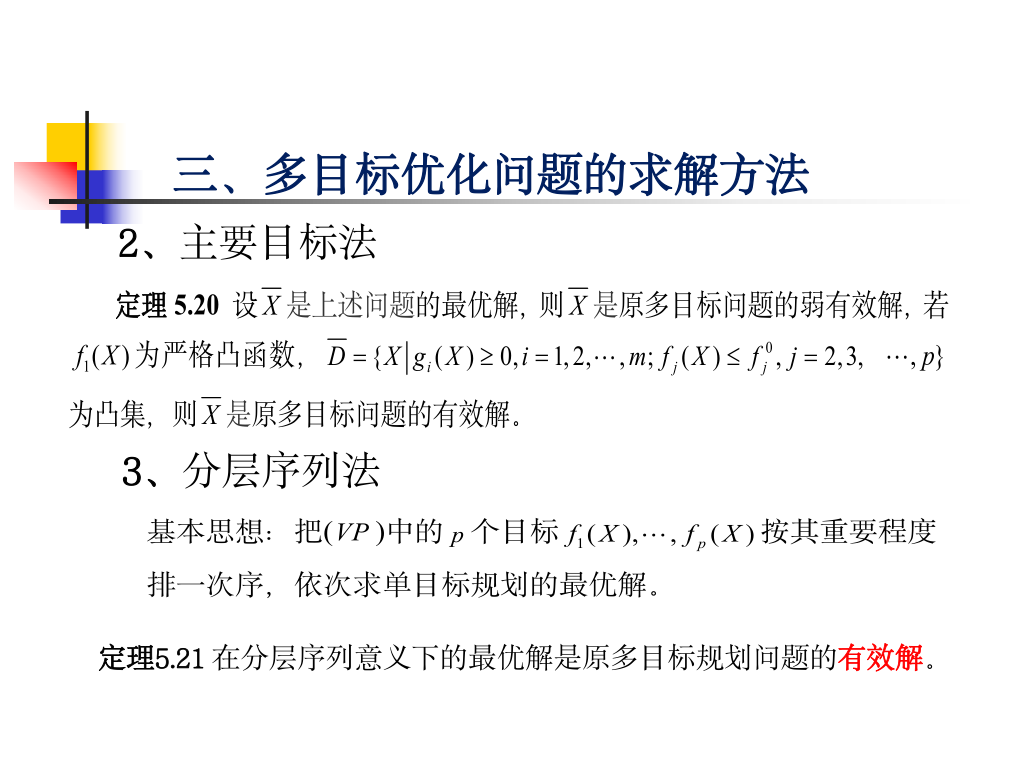 三、多目标优化问题的求解方法
2、主要目标法
定理 5.20 设 X̅ 是上述问题的最优解, 则 X̅ 是原多目标问题的弱有效解, 若
f₁(X) 为严格凸函数, D̅ = {X | gᵢ(X) ≥ 0, i = 1, 2, ⋯, m; fⱼ(X) ≤ fⱼ⁰, j = 2,3, ⋯, p}
为凸集, 则 X̅ 是原多目标问题的有效解。
3、分层序列法
基本思想: 把(VP)中的 p 个目标 f₁(X),⋯, fₚ(X) 按其重要程度
排一次序, 依次求单目标规划的最优解。
定理5.21 在分层序列意义下的最优解是原多目标规划问题的有效解。